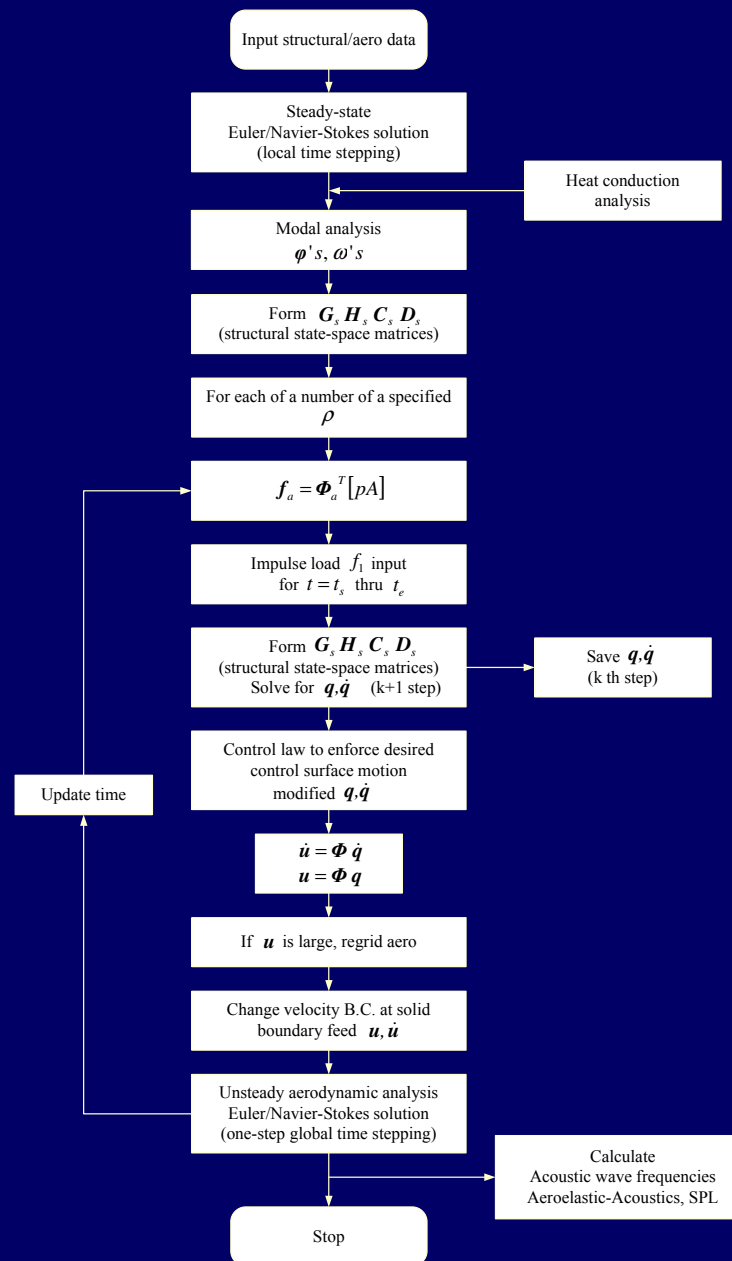 Input structural/aero data
Steady-state
Euler/Navier-Stokes solution
(local time stepping)
Heat conduction
analysis
Modal analysis
φ's, ω's
Form G_s H_s C_s D_s
(structural state-space matrices)
For each of a number of a specified
ρ
f_a = Φ_a^T [pA]
Impulse load f_1 input
for t = t_s thru t_e
Form G_s H_s C_s D_s
(structural state-space matrices)
Solve for q, q̇ (k+1 step)
Save q, q̇
(k th step)
Control law to enforce desired
control surface motion
modified q, q̇
Update time
u̇ = Φ q̇
u = Φ q
If u is large, regrid aero
Change velocity B.C. at solid
boundary feed u, u̇
Unsteady aerodynamic analysis
Euler/Navier-Stokes solution
(one-step global time stepping)
Calculate
Acoustic wave frequencies
Aeroelastic-Acoustics, SPL
Stop